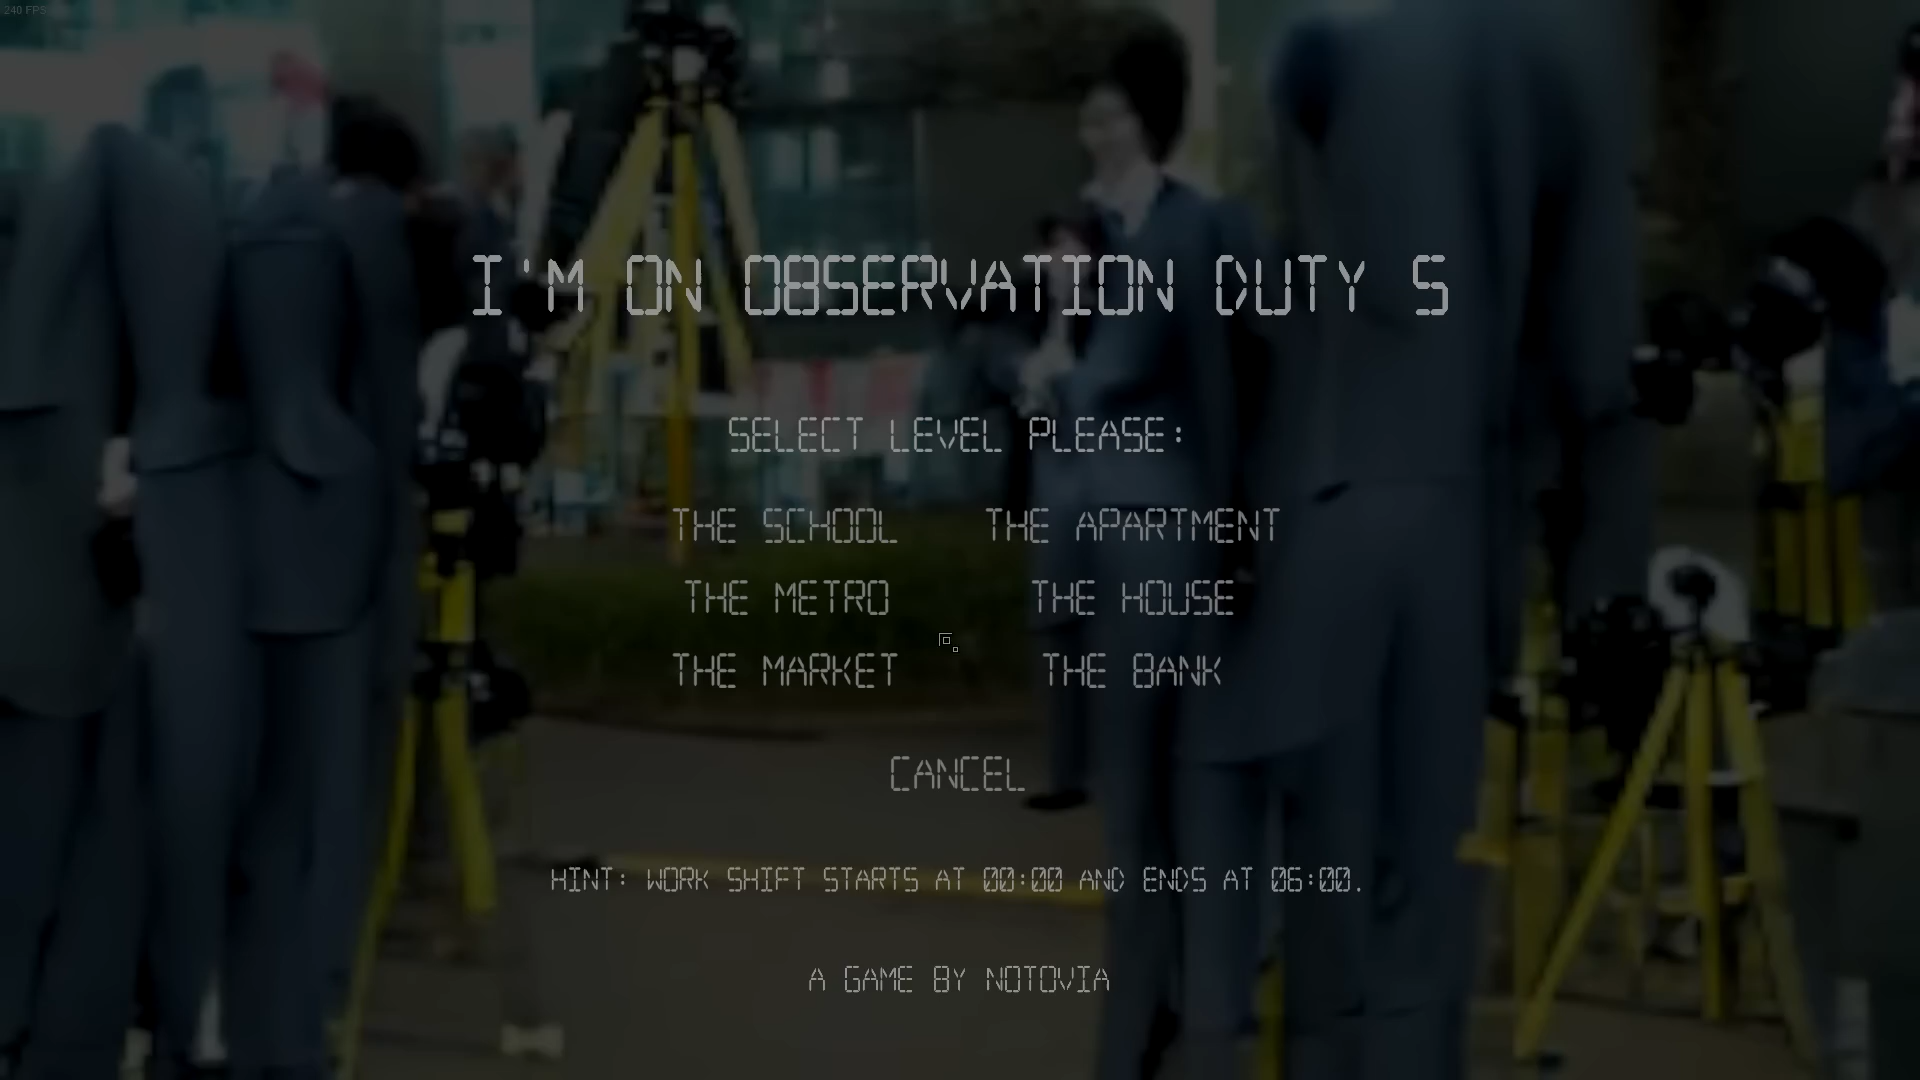 240 FPS
I'M ON OBSERVATION DUTY 5
SELECT LEVEL PLEASE:
THE SCHOOL THE APARTMENT
THE METRO THE HOUSE
THE MARKET THE BANK
CANCEL
HINT: WORK SHIFT STARTS AT 00:00 AND ENDS AT 06:00.
A GAME BY NOTOVIA